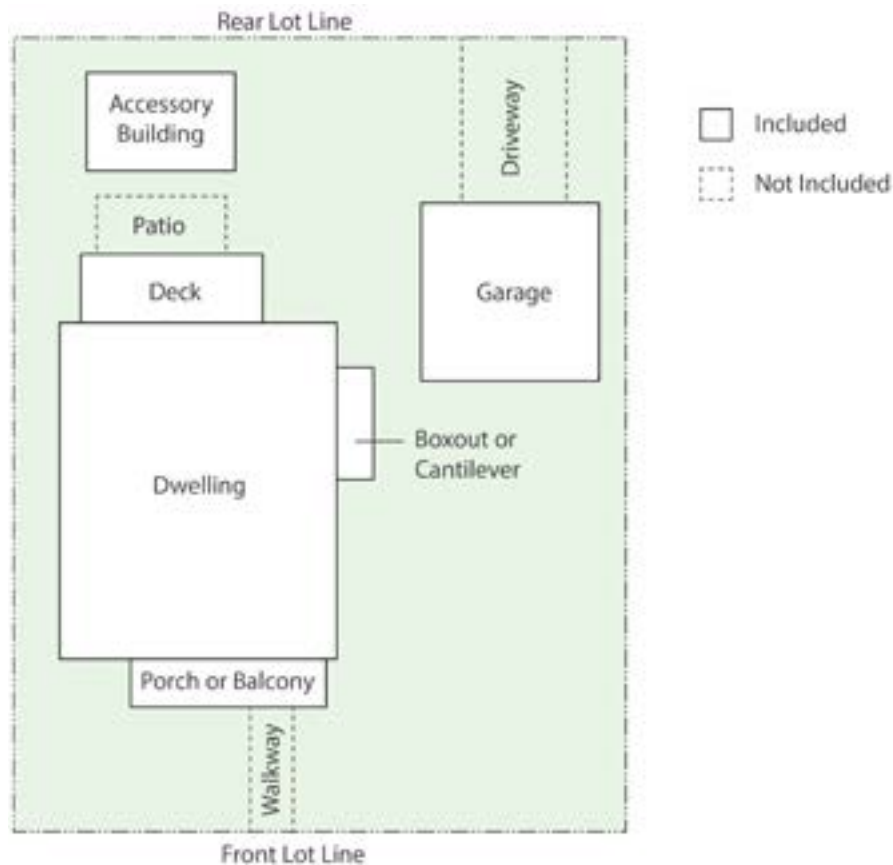 Rear Lot Line
Accessory
Building
Driveway
Included
Not Included
Patio
Deck
Garage
Boxout or
Cantilever
Dwelling
Porch or Balcony
Walkway
Front Lot Line